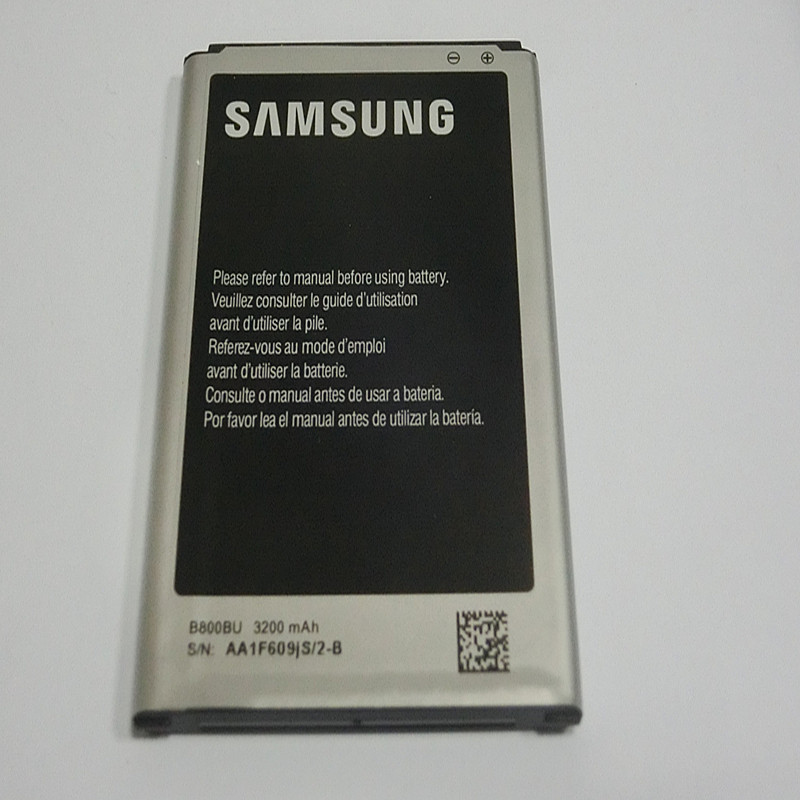 ⊖ ⊕
SAMSUNG
Please refer to manual before using battery.
Veuillez consulter le guide d'utilisation
avant d'utiliser la pile.
Referez-vous au mode d'emploi
avant d'utiliser la batterie.
Consulte o manual antes de usar a bateria.
Por favor lea el manual antes de utilizar la batería.
B800BU 3200 mAh
S/N: AA1F609jS/2-B